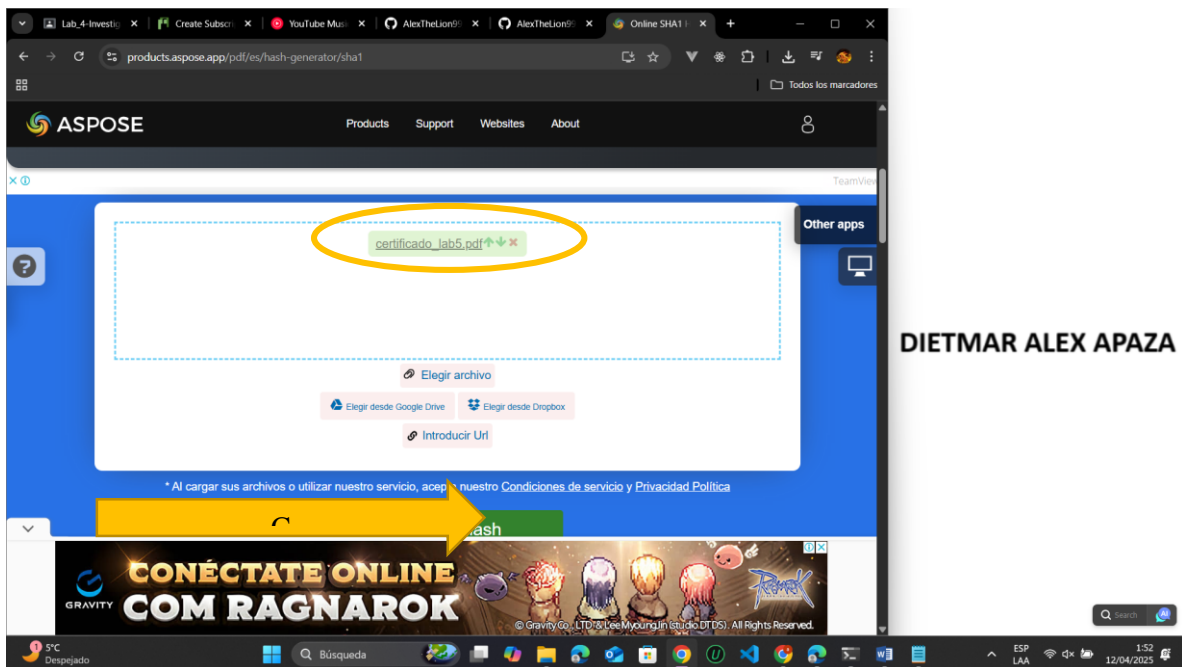 Lab_4-Investig
Create Subscri
YouTube Mus
AlexTheLion9
AlexTheLion9
Online SHA1 H
products.aspose.app/pdf/es/hash-generator/sha1
Todos los marcadores
ASPOSE
Products Support Websites About
TeamView
Other apps
certificado_lab5.pdf
?
DIETMAR ALEX APAZA
Elegir archivo
Elegir desde Google Drive Elegir desde Dropbox
Introducir Url
* Al cargar sus archivos o utilizar nuestro servicio, acepta nuestro Condiciones de servicio y Privacidad Política
ash
CONÉCTATE ONLINE
COM RAGNAROK
GRAVITY
Ragnarok
© Gravity Co., LTD & Lee MyoungJin (studio DTDS). All Rights Reserved.
Search
1
5°C
Despejado
Búsqueda
ESP
LAA
1:52
12/04/2025